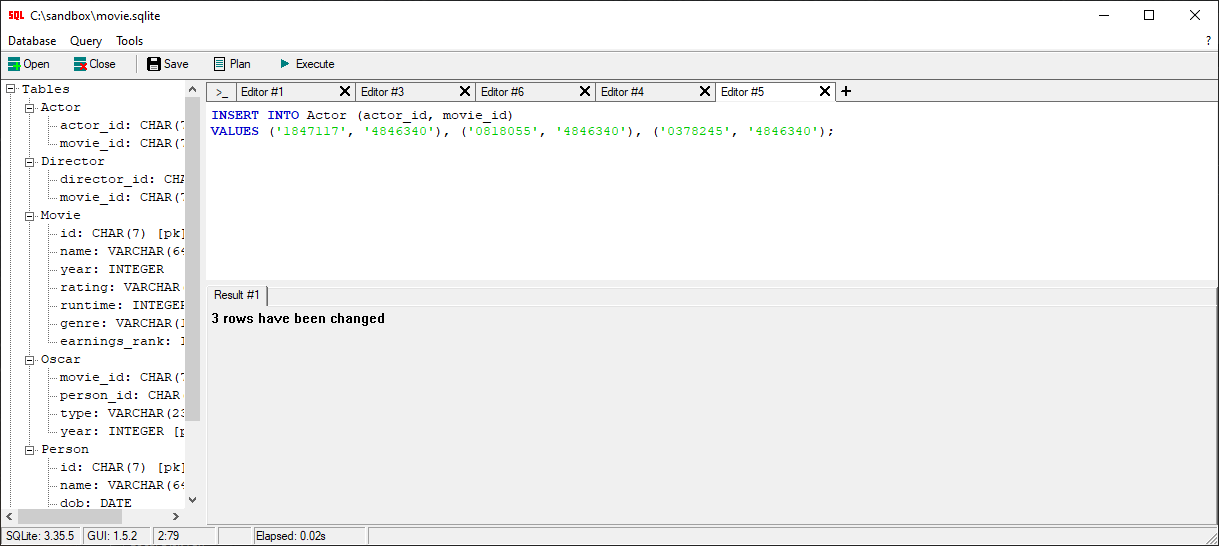 SQL C:\sandbox\movie.sqlite
Database Query Tools ?
Open Close Save Plan Execute
Tables
Actor
actor_id: CHAR(7
movie_id: CHAR(7
Director
director_id: CHA
movie_id: CHAR(7
Movie
id: CHAR(7) [pk]
name: VARCHAR(64
year: INTEGER
rating: VARCHAR
runtime: INTEGER
genre: VARCHAR(1
earnings_rank: I
Oscar
movie_id: CHAR(7
person_id: CHAR
type: VARCHAR(23
year: INTEGER [p
Person
id: CHAR(7) [pk]
name: VARCHAR(64
dob: DATE
>_ Editor #1 Editor #3 Editor #6 Editor #4 Editor #5 +
INSERT INTO Actor (actor_id, movie_id)
VALUES ('1847117', '4846340'), ('0818055', '4846340'), ('0378245', '4846340');
Result #1
3 rows have been changed
SQLite: 3.35.5 GUI: 1.5.2 2:79 Elapsed: 0.02s